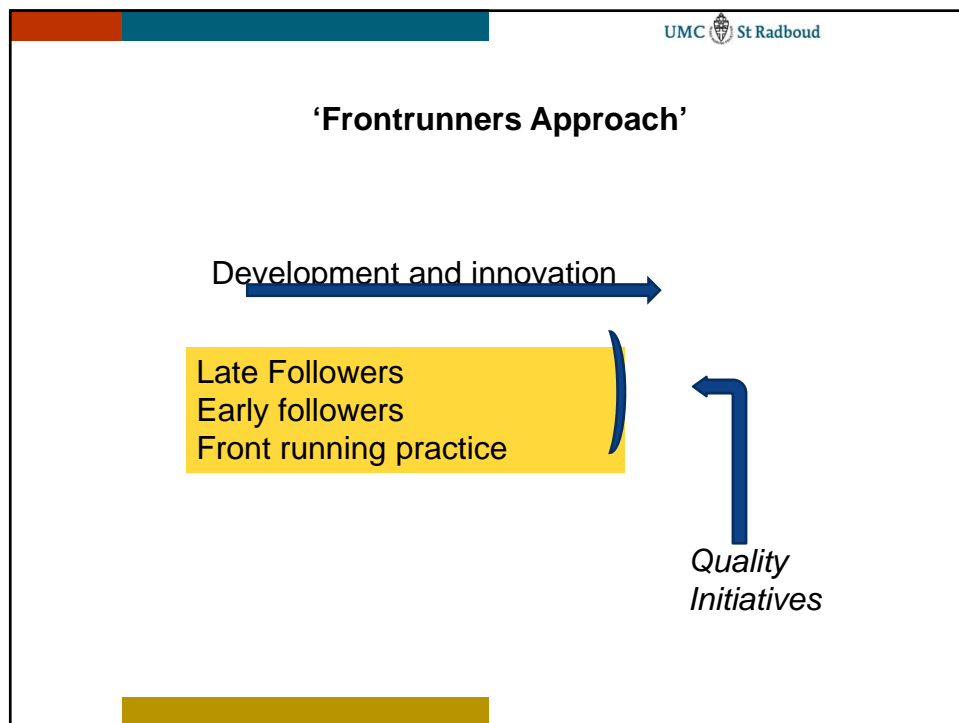 UMC St Radboud
‘Frontrunners Approach’
Development and innovation
Late Followers
Early followers
Front running practice
Quality
Initiatives